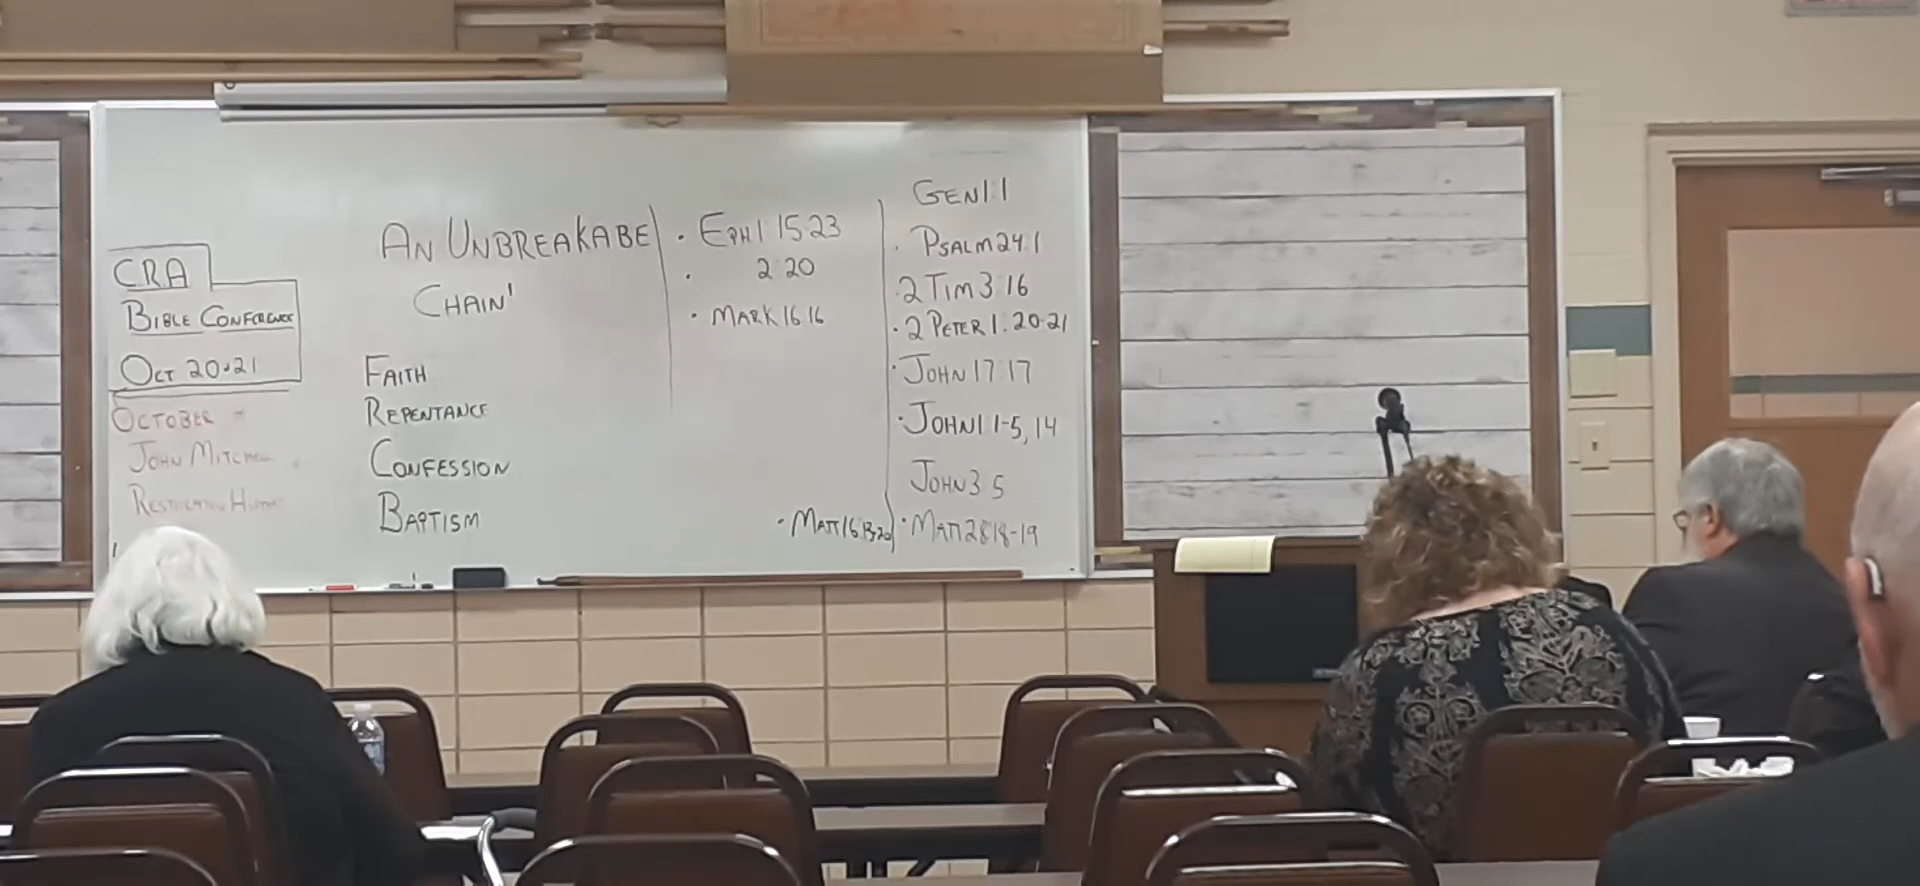 CRA
BIBLE CONFERENCE
OCT 20-21
OCTOBER
JOHN MITCHELL
AN UNBREAKABE
CHAIN'
FAITH
REPENTANCE
CONFESSION
BAPTISM
• EPH 1 15-23
• 2:20
• MARK 16 16
• MATT 16:13-20
GEN 1:1
• PSALM 24:1
• 2 TIM 3:16
• 2 PETER 1:20-21
• JOHN 17:17
• JOHN 1 1-5, 14
JOHN 3 5
• MATT 28:18-19